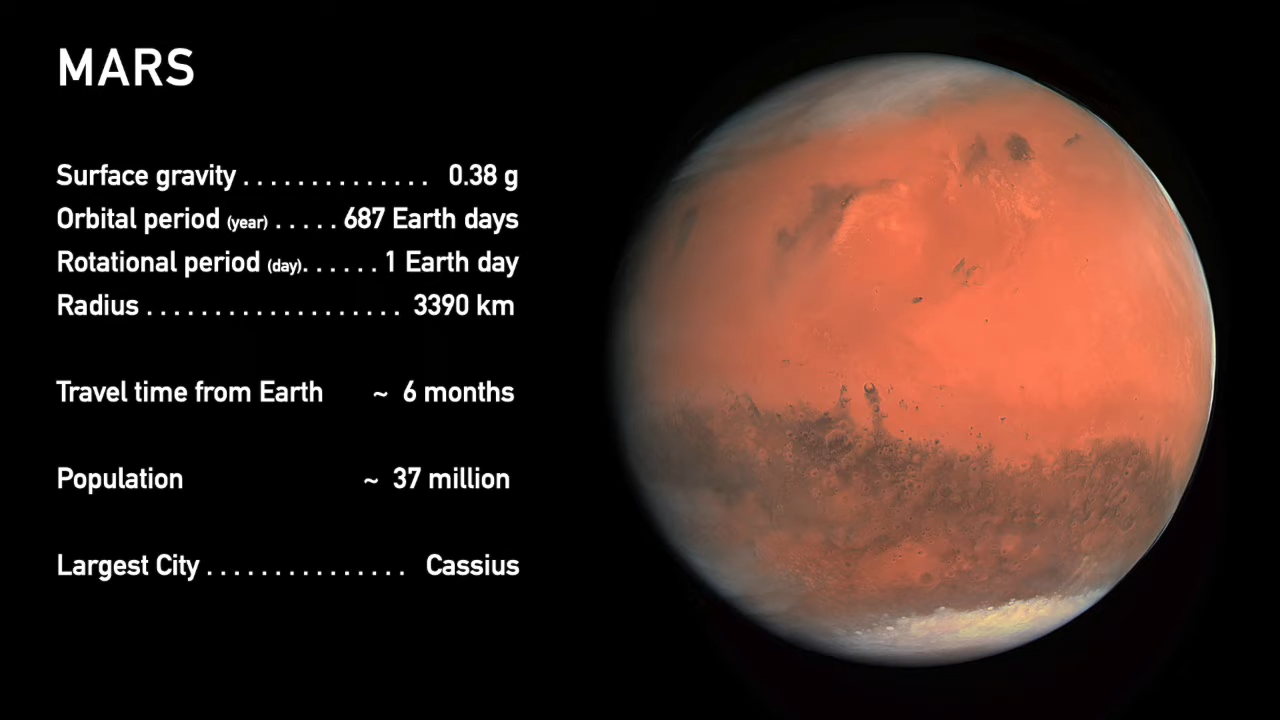 MARS
Surface gravity . . . . . . . . . . . . . . 0.38 g
Orbital period (year) . . . . . 687 Earth days
Rotational period (day). . . . . . 1 Earth day
Radius . . . . . . . . . . . . . . . . . . . 3390 km
Travel time from Earth ~ 6 months
Population ~ 37 million
Largest City . . . . . . . . . . . . . . . Cassius